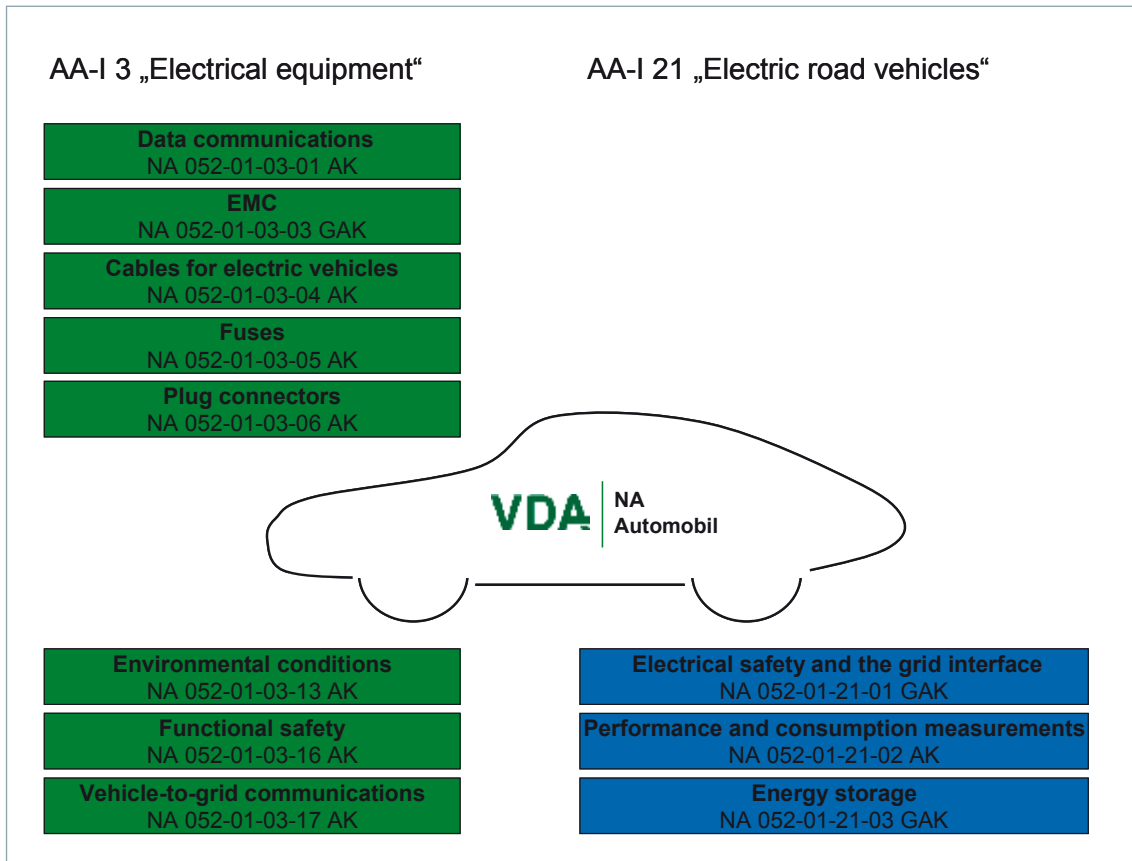 AA-I 3 „Electrical equipment“
AA-I 21 „Electric road vehicles“
Data communications
NA 052-01-03-01 AK
EMC
NA 052-01-03-03 GAK
Cables for electric vehicles
NA 052-01-03-04 AK
Fuses
NA 052-01-03-05 AK
Plug connectors
NA 052-01-03-06 AK
VDA
NA
Automobil
Environmental conditions
NA 052-01-03-13 AK
Functional safety
NA 052-01-03-16 AK
Vehicle-to-grid communications
NA 052-01-03-17 AK
Electrical safety and the grid interface
NA 052-01-21-01 GAK
Performance and consumption measurements
NA 052-01-21-02 AK
Energy storage
NA 052-01-21-03 GAK